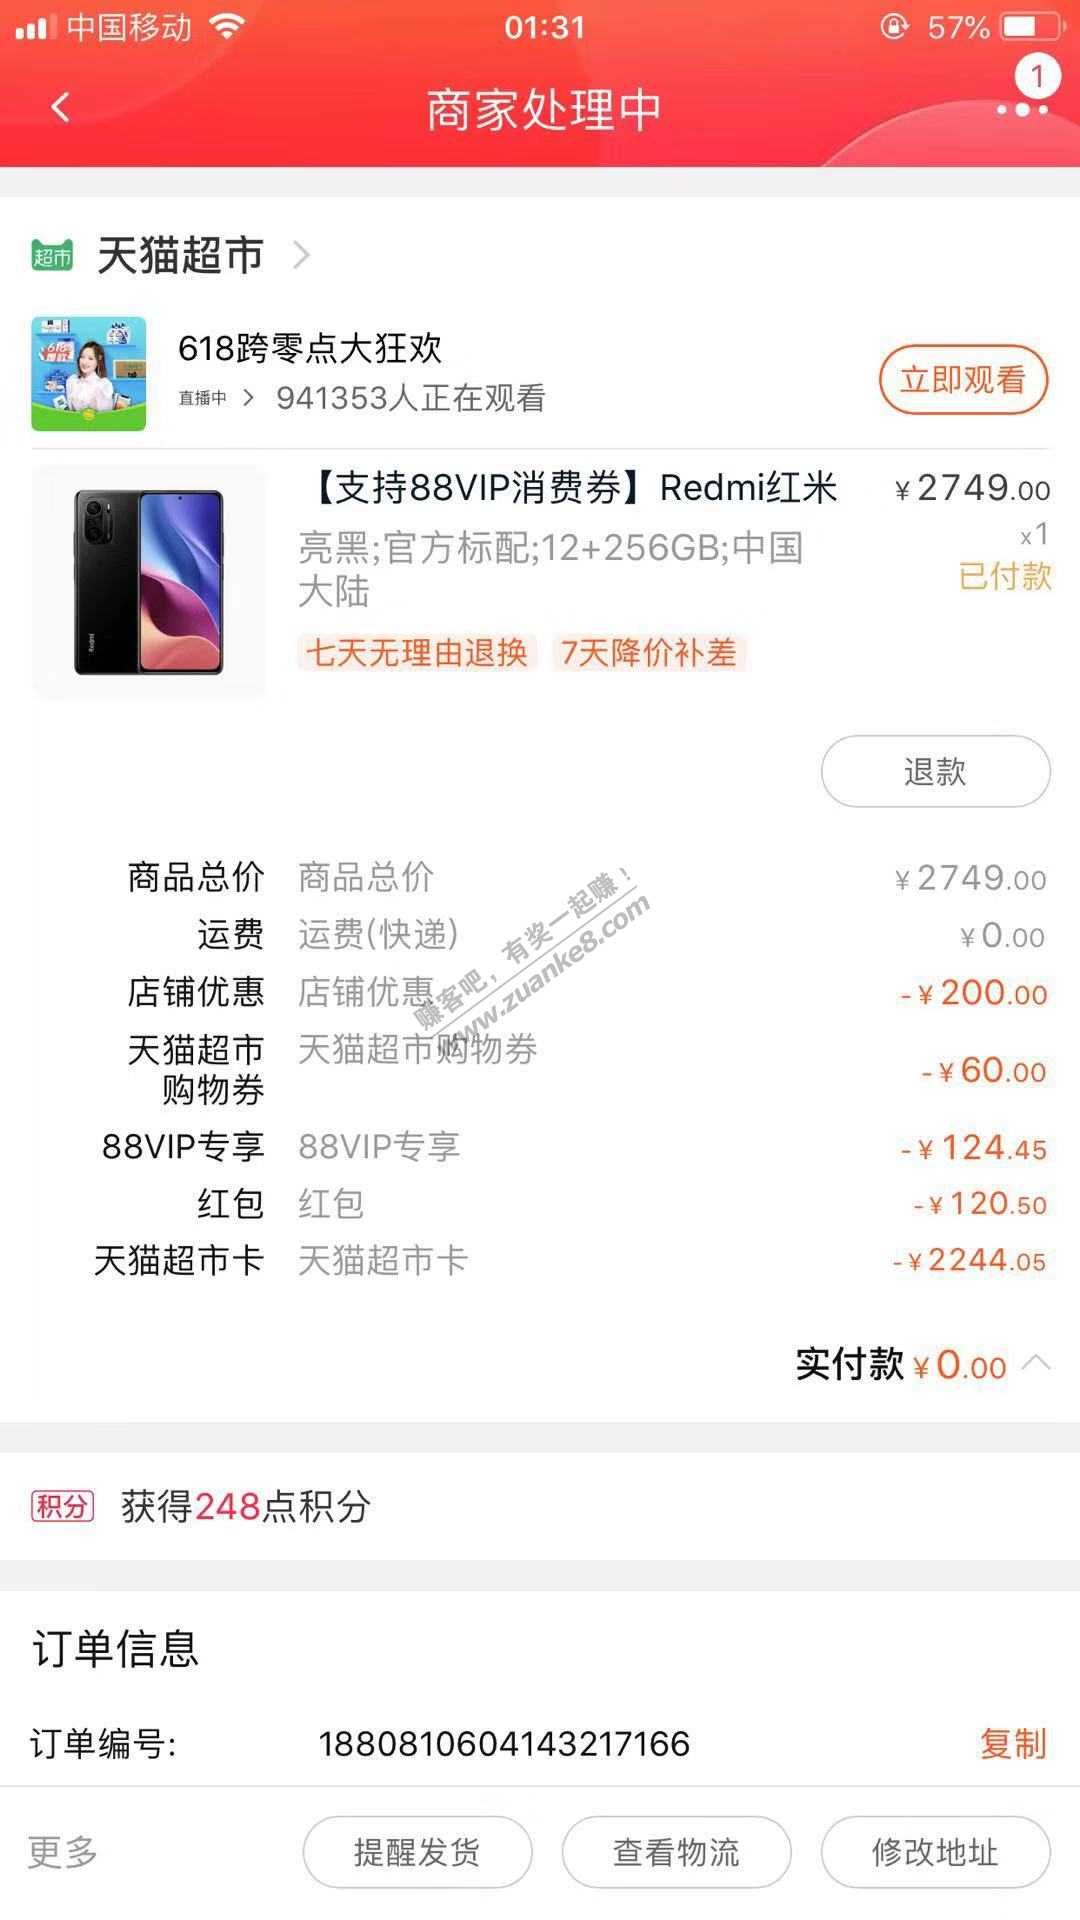 中国移动
01:31
57%
商家处理中
1
超市 天猫超市
618跨零点大狂欢
直播中 941353人正在观看
立即观看
【支持88VIP消费券】Redmi红米
¥2749.00
亮黑;官方标配;12+256GB;中国
大陆
x1
已付款
七天无理由退换 7天降价补差
退款
商品总价 商品总价 ¥2749.00
运费 运费(快递) ¥0.00
店铺优惠 店铺优惠 -¥200.00
天猫超市
购物券
天猫超市购物券 -¥60.00
88VIP专享 88VIP专享 -¥124.45
红包 红包 -¥120.50
天猫超市卡 天猫超市卡 -¥2244.05
赚客吧，有奖一起赚！
www.zuanke8.com
实付款 ¥0.00
积分 获得248点积分
订单信息
订单编号: 1880810604143217166 复制
更多 提醒发货 查看物流 修改地址